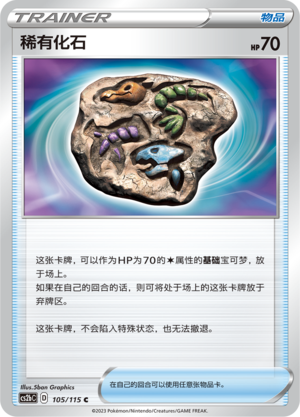 TRAINER 物品
稀有化石 HP 70
这张卡牌，可以作为HP为70的✶属性的基础宝可梦，放
于场上。
如果在自己的回合的话，则可将处于场上的这张卡牌放于
弃牌区。
这张卡牌，不会陷入特殊状态，也无法撤退。
Illus.5ban Graphics
CS2bC D 105/115 C
在自己的回合可以使用任意张物品卡。
©2023 Pokémon/Nintendo/Creatures/GAME FREAK.